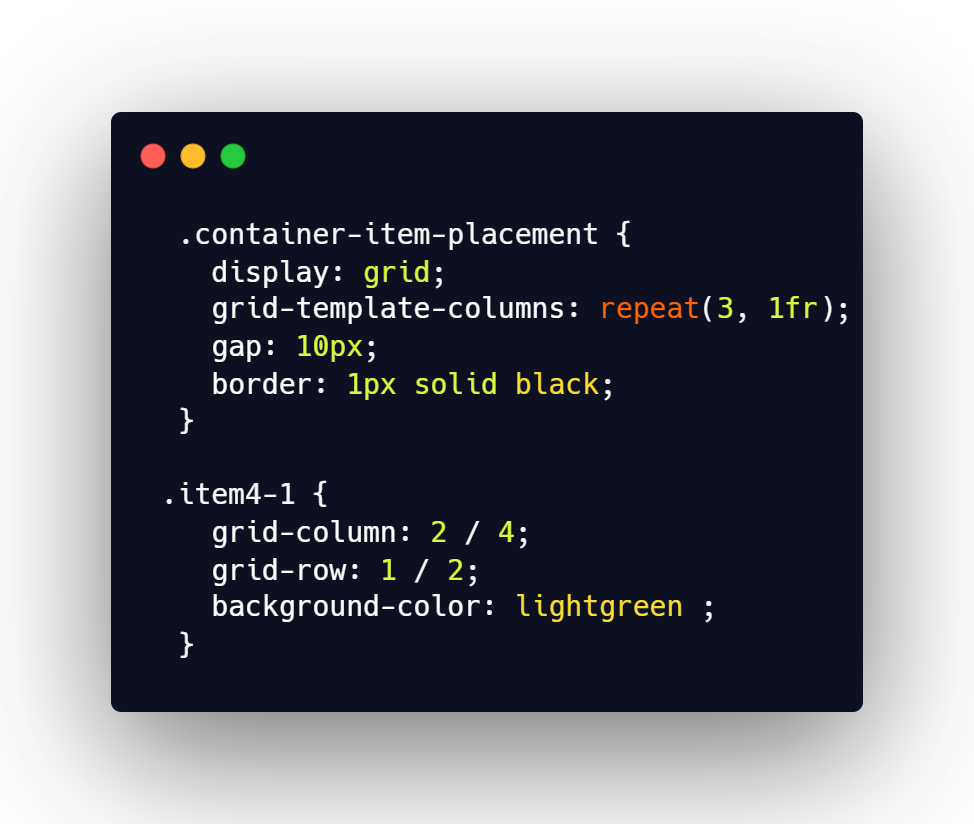 .container-item-placement {
display: grid;
grid-template-columns: repeat(3, 1fr);
gap: 10px;
border: 1px solid black;
}
.item4-1 {
grid-column: 2 / 4;
grid-row: 1 / 2;
background-color: lightgreen ;
}